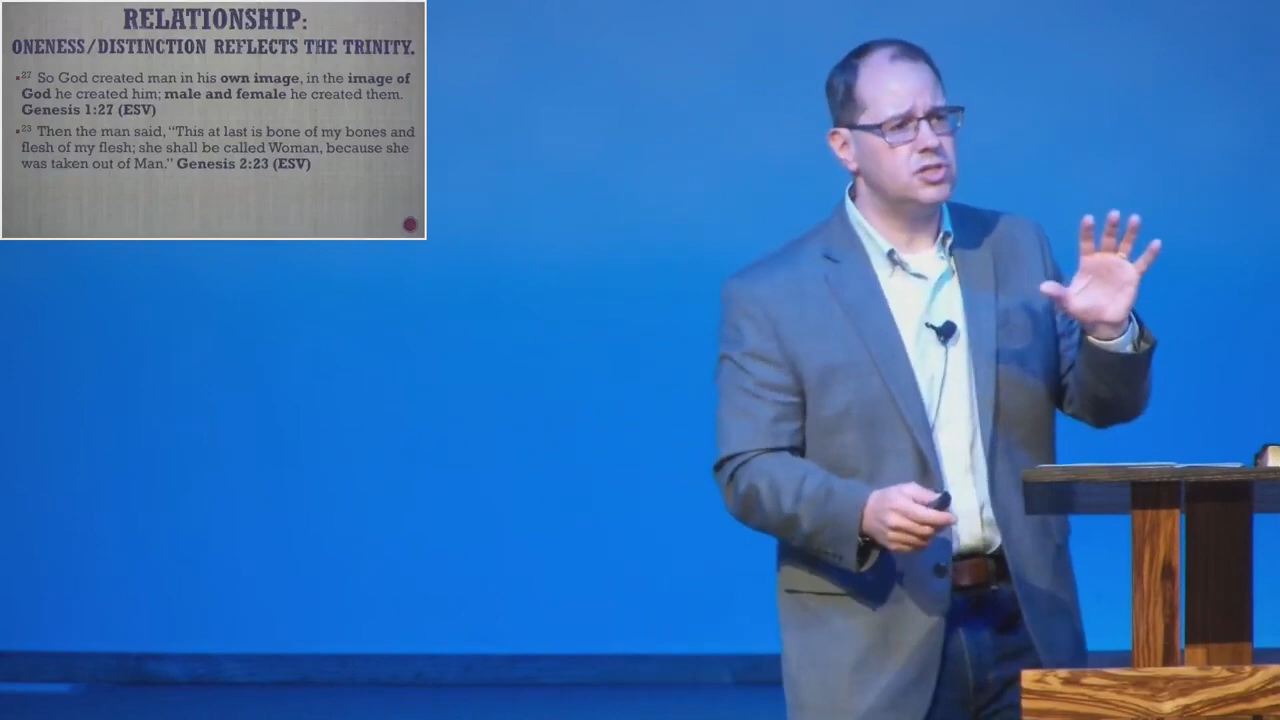 RELATIONSHIP:
ONENESS/DISTINCTION REFLECTS THE TRINITY.
▪27 So God created man in his own image, in the image of
God he created him; male and female he created them.
Genesis 1:27 (ESV)
▪23 Then the man said, “This at last is bone of my bones and
flesh of my flesh; she shall be called Woman, because she
was taken out of Man.” Genesis 2:23 (ESV)